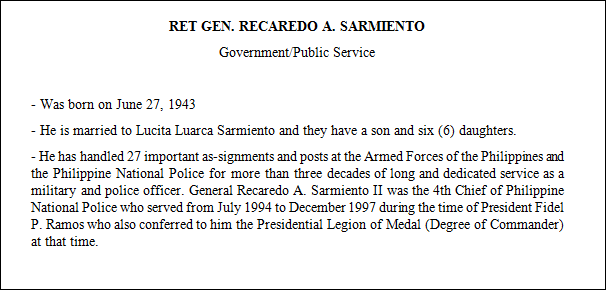 RET GEN. RECAREDO A. SARMIENTO
Government/Public Service
- Was born on June 27, 1943
- He is married to Lucita Luarca Sarmiento and they have a son and six (6) daughters.
- He has handled 27 important as-signments and posts at the Armed Forces of the Philippines and
the Philippine National Police for more than three decades of long and dedicated service as a
military and police officer. General Recaredo A. Sarmiento II was the 4th Chief of Philippine
National Police who served from July 1994 to December 1997 during the time of President Fidel
P. Ramos who also conferred to him the Presidential Legion of Medal (Degree of Commander)
at that time.